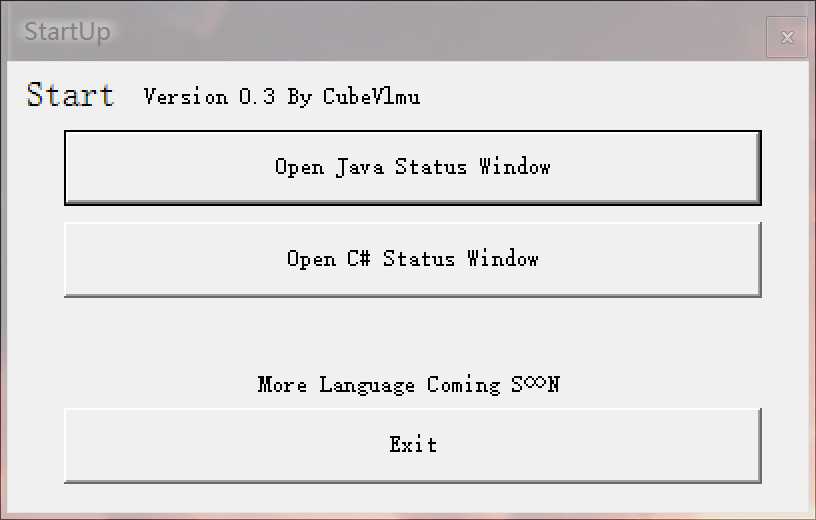 StartUp
Start Version 0.3 By CubeVlmu
Open Java Status Window
Open C# Status Window
More Language Coming S∞N
Exit